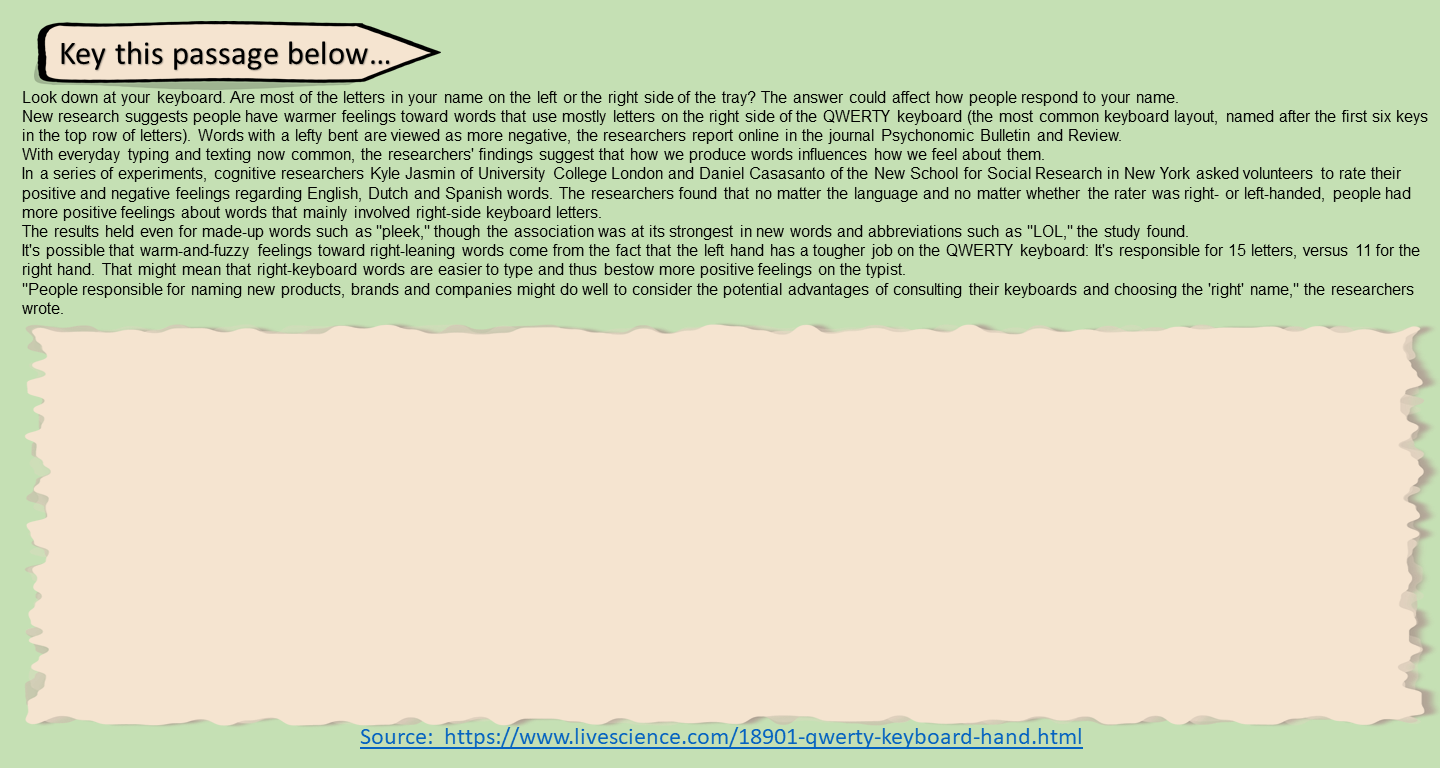 Key this passage below...
Look down at your keyboard. Are most of the letters in your name on the left or the right side of the tray? The answer could affect how people respond to your name.
New research suggests people have warmer feelings toward words that use mostly letters on the right side of the QWERTY keyboard (the most common keyboard layout, named after the first six keys
in the top row of letters). Words with a lefty bent are viewed as more negative, the researchers report online in the journal Psychonomic Bulletin and Review.
With everyday typing and texting now common, the researchers' findings suggest that how we produce words influences how we feel about them.
In a series of experiments, cognitive researchers Kyle Jasmin of University College London and Daniel Casasanto of the New School for Social Research in New York asked volunteers to rate their
positive and negative feelings regarding English, Dutch and Spanish words. The researchers found that no matter the language and no matter whether the rater was right- or left-handed, people had
more positive feelings about words that mainly involved right-side keyboard letters.
The results held even for made-up words such as "pleek," though the association was at its strongest in new words and abbreviations such as "LOL," the study found.
It's possible that warm-and-fuzzy feelings toward right-leaning words come from the fact that the left hand has a tougher job on the QWERTY keyboard: It's responsible for 15 letters, versus 11 for the
right hand. That might mean that right-keyboard words are easier to type and thus bestow more positive feelings on the typist.
"People responsible for naming new products, brands and companies might do well to consider the potential advantages of consulting their keyboards and choosing the 'right' name," the researchers
wrote.
Source: https://www.livescience.com/18901-qwerty-keyboard-hand.html